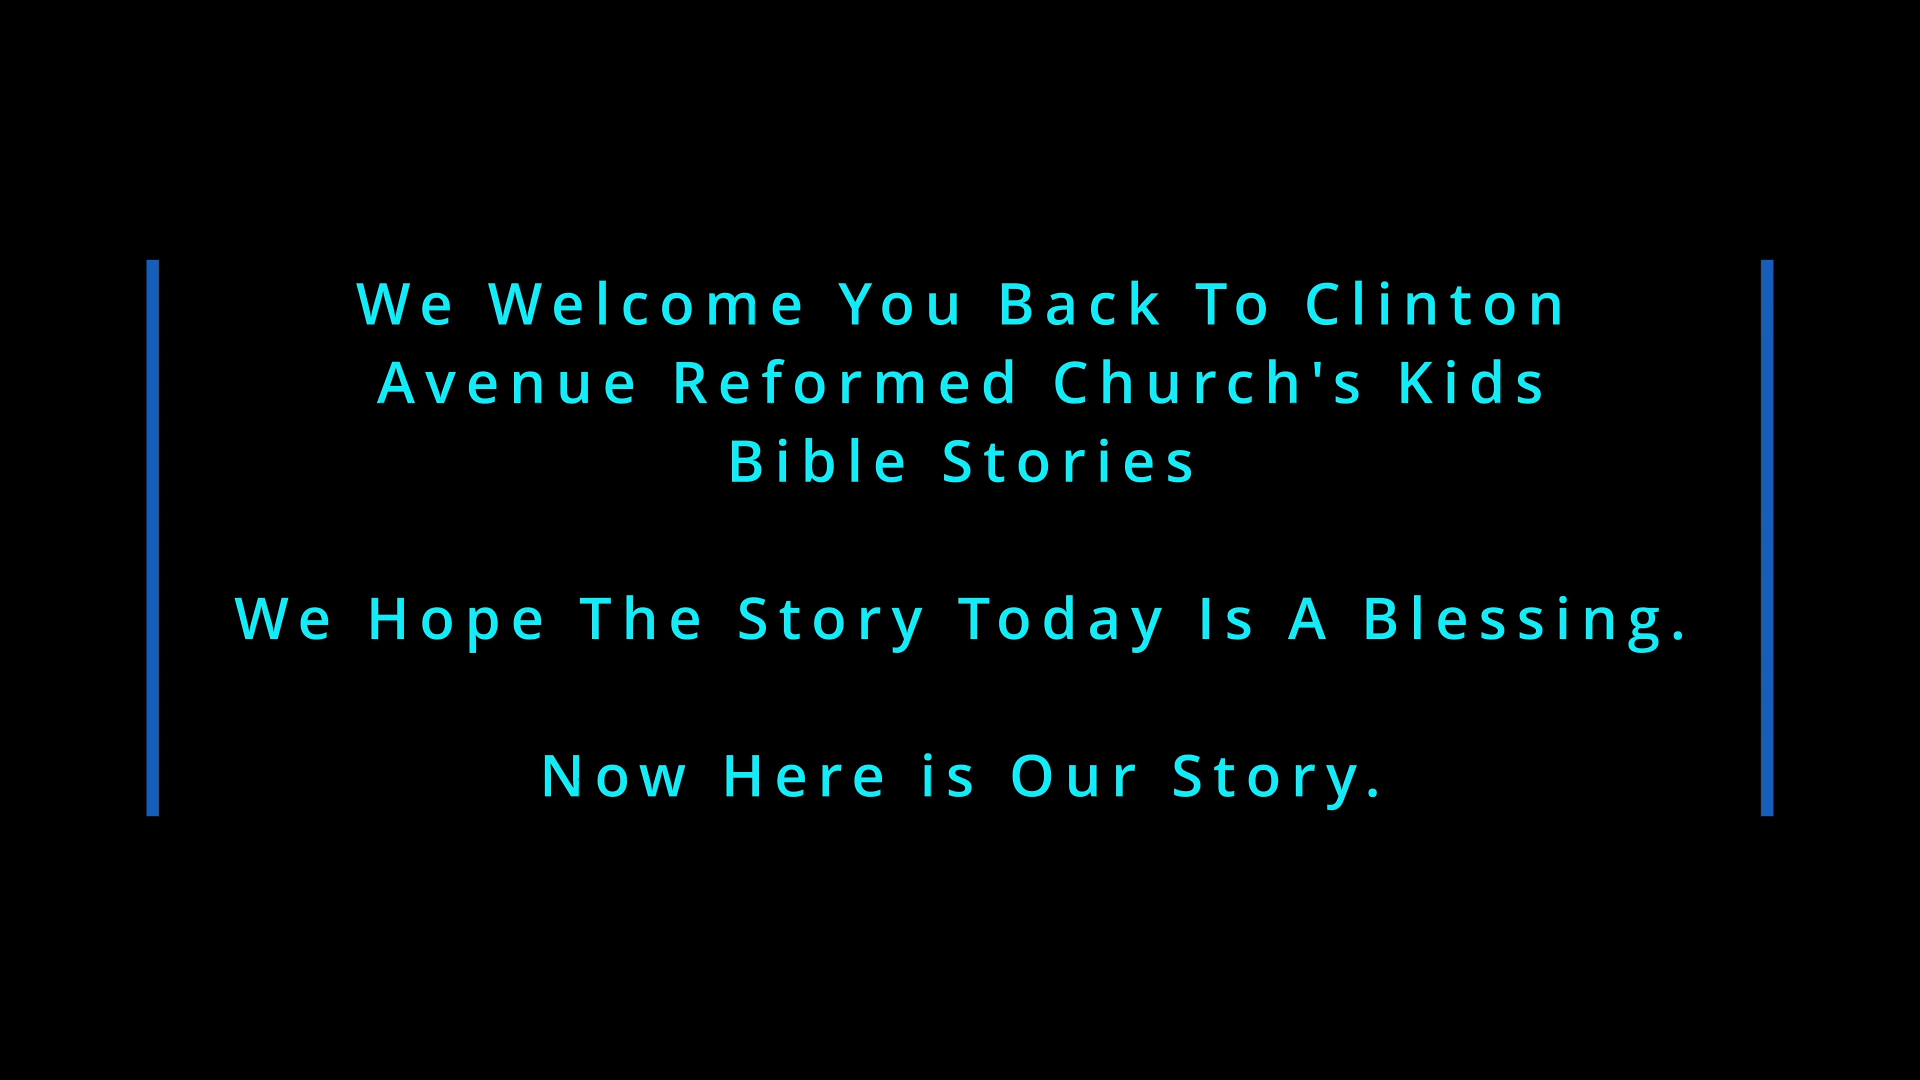 We Welcome You Back To Clinton
Avenue Reformed Church's Kids
Bible Stories
We Hope The Story Today Is A Blessing.
Now Here is Our Story.